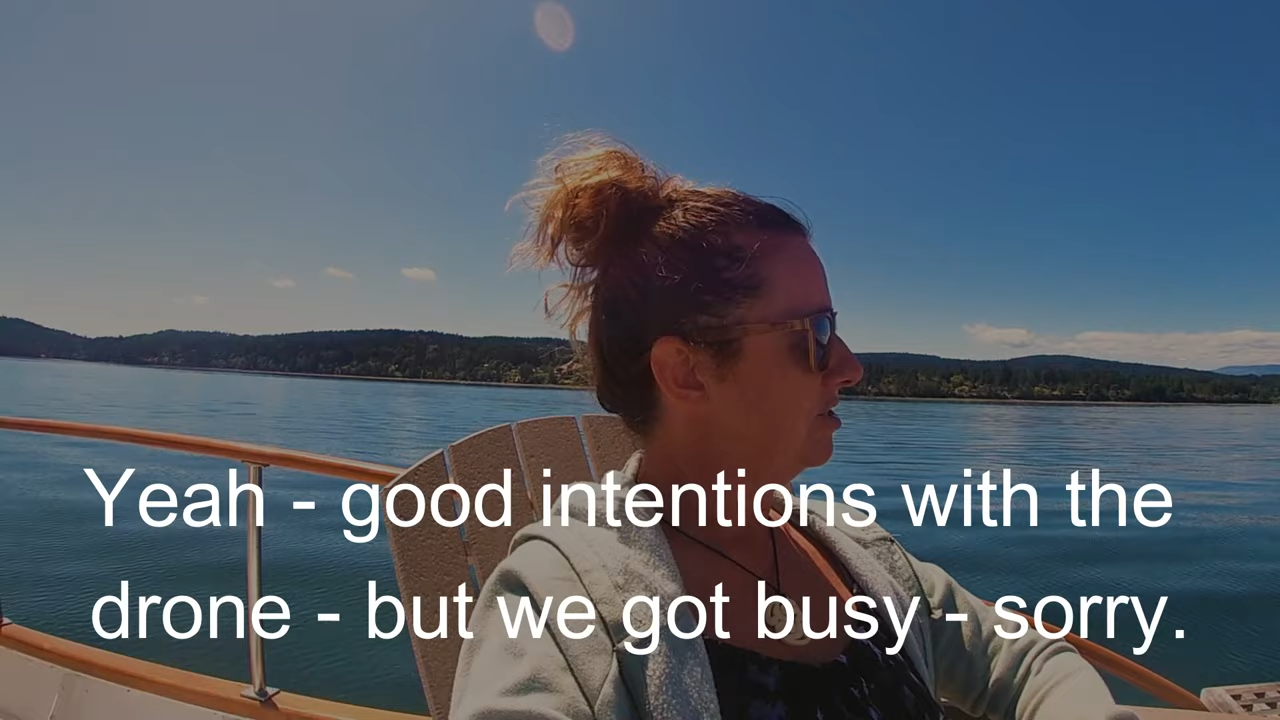 Yeah - good intentions with the
drone - but we got busy - sorry.